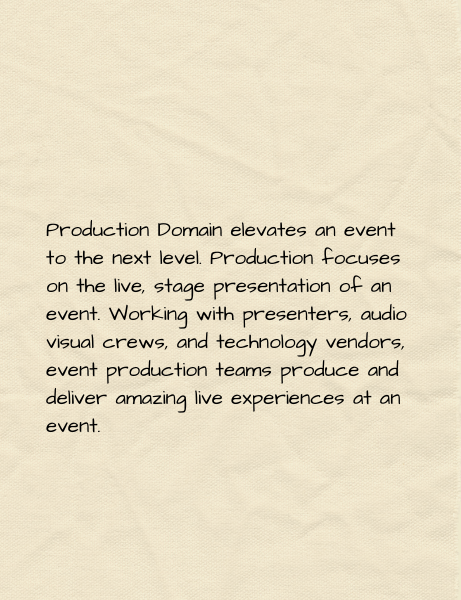 Production Domain elevates an event
to the next level. Production focuses
on the live, stage presentation of an
event. Working with presenters, audio
visual crews, and technology vendors,
event production teams produce and
deliver amazing live experiences at an
event.